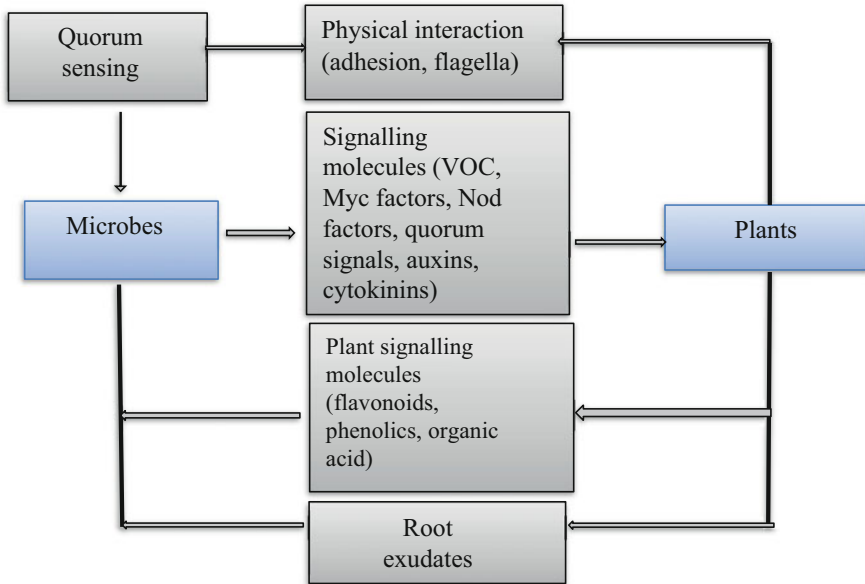 Quorum
sensing
Physical interaction
(adhesion, flagella)
Signalling
molecules (VOC,
Myc factors, Nod
factors, quorum
signals, auxins,
cytokinins)
Microbes
Plants
Plant signalling
molecules
(flavonoids,
phenolics, organic
acid)
Root
exudates